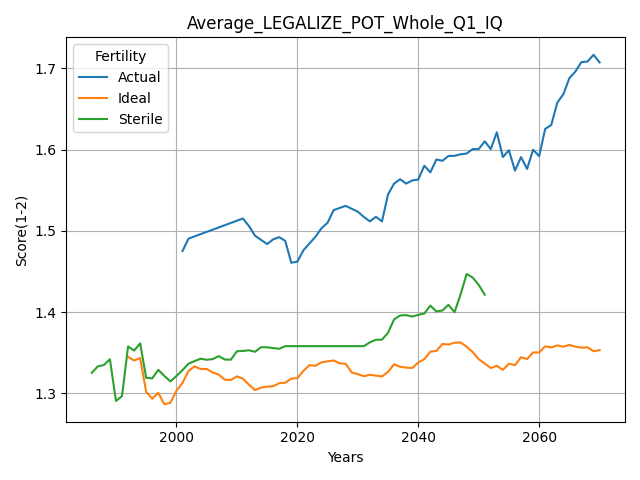 Average_LEGALIZE_POT_Whole_Q1_IQ
Fertility
Actual
Ideal
Sterile
Score(1-2)
1.7
1.6
1.5
1.4
1.3
2000 2020 2040 2060
Years